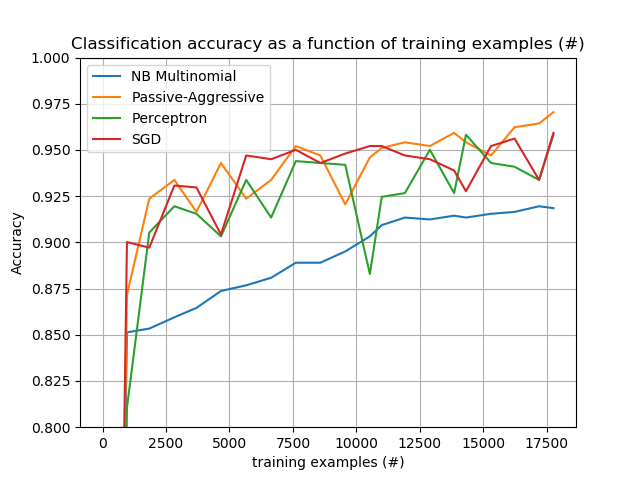 Classification accuracy as a function of training examples (#)
NB Multinomial
Passive-Aggressive
Perceptron
SGD
Accuracy
1.000
0.975
0.950
0.925
0.900
0.875
0.850
0.825
0.800
0 2500 5000 7500 10000 12500 15000 17500
training examples (#)